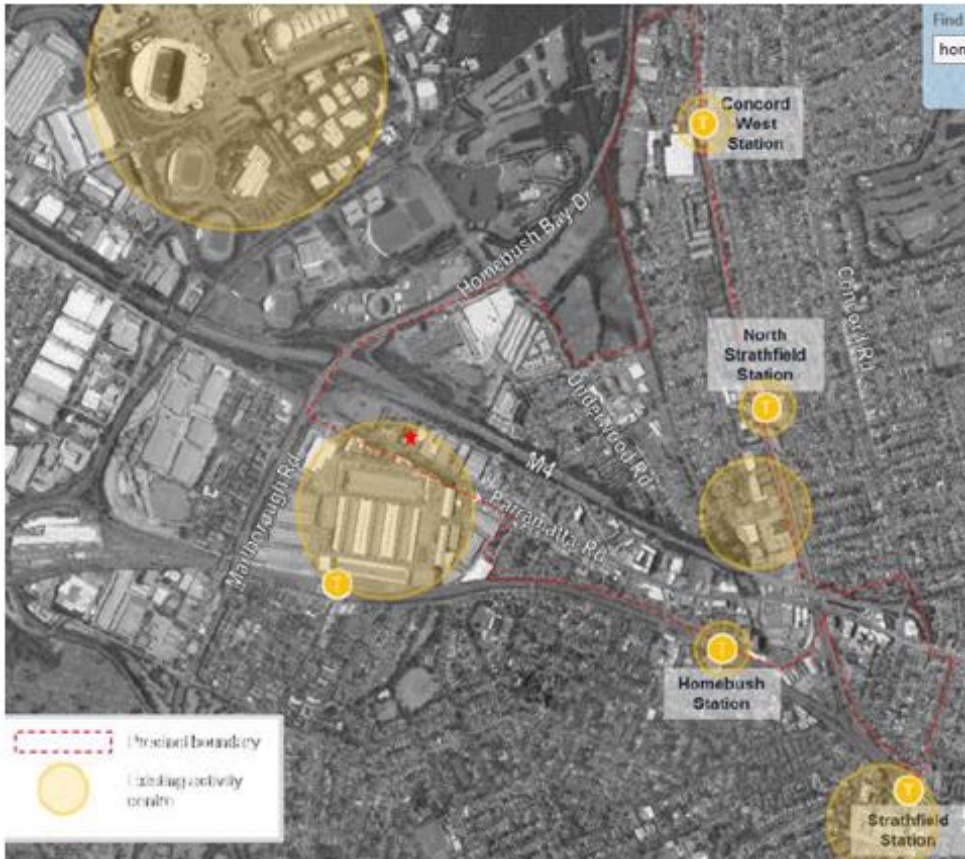 Find
hon
Concord
West
Station
Homebush Bay Dr
Concord Rd
North
Strathfield
Station
Underwood Rd
M4
Marlborough Rd
Parramatta Rd
T
T
T
T
T
Homebush
Station
Precinct boundary
Existing activity
centre
Strathfield
Station